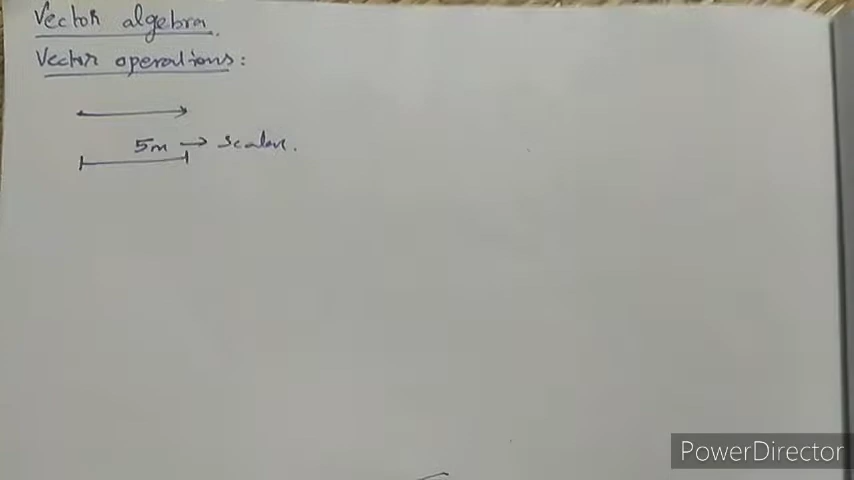 Vector algebra.
Vector operations:
5m → scalar.
PowerDirector